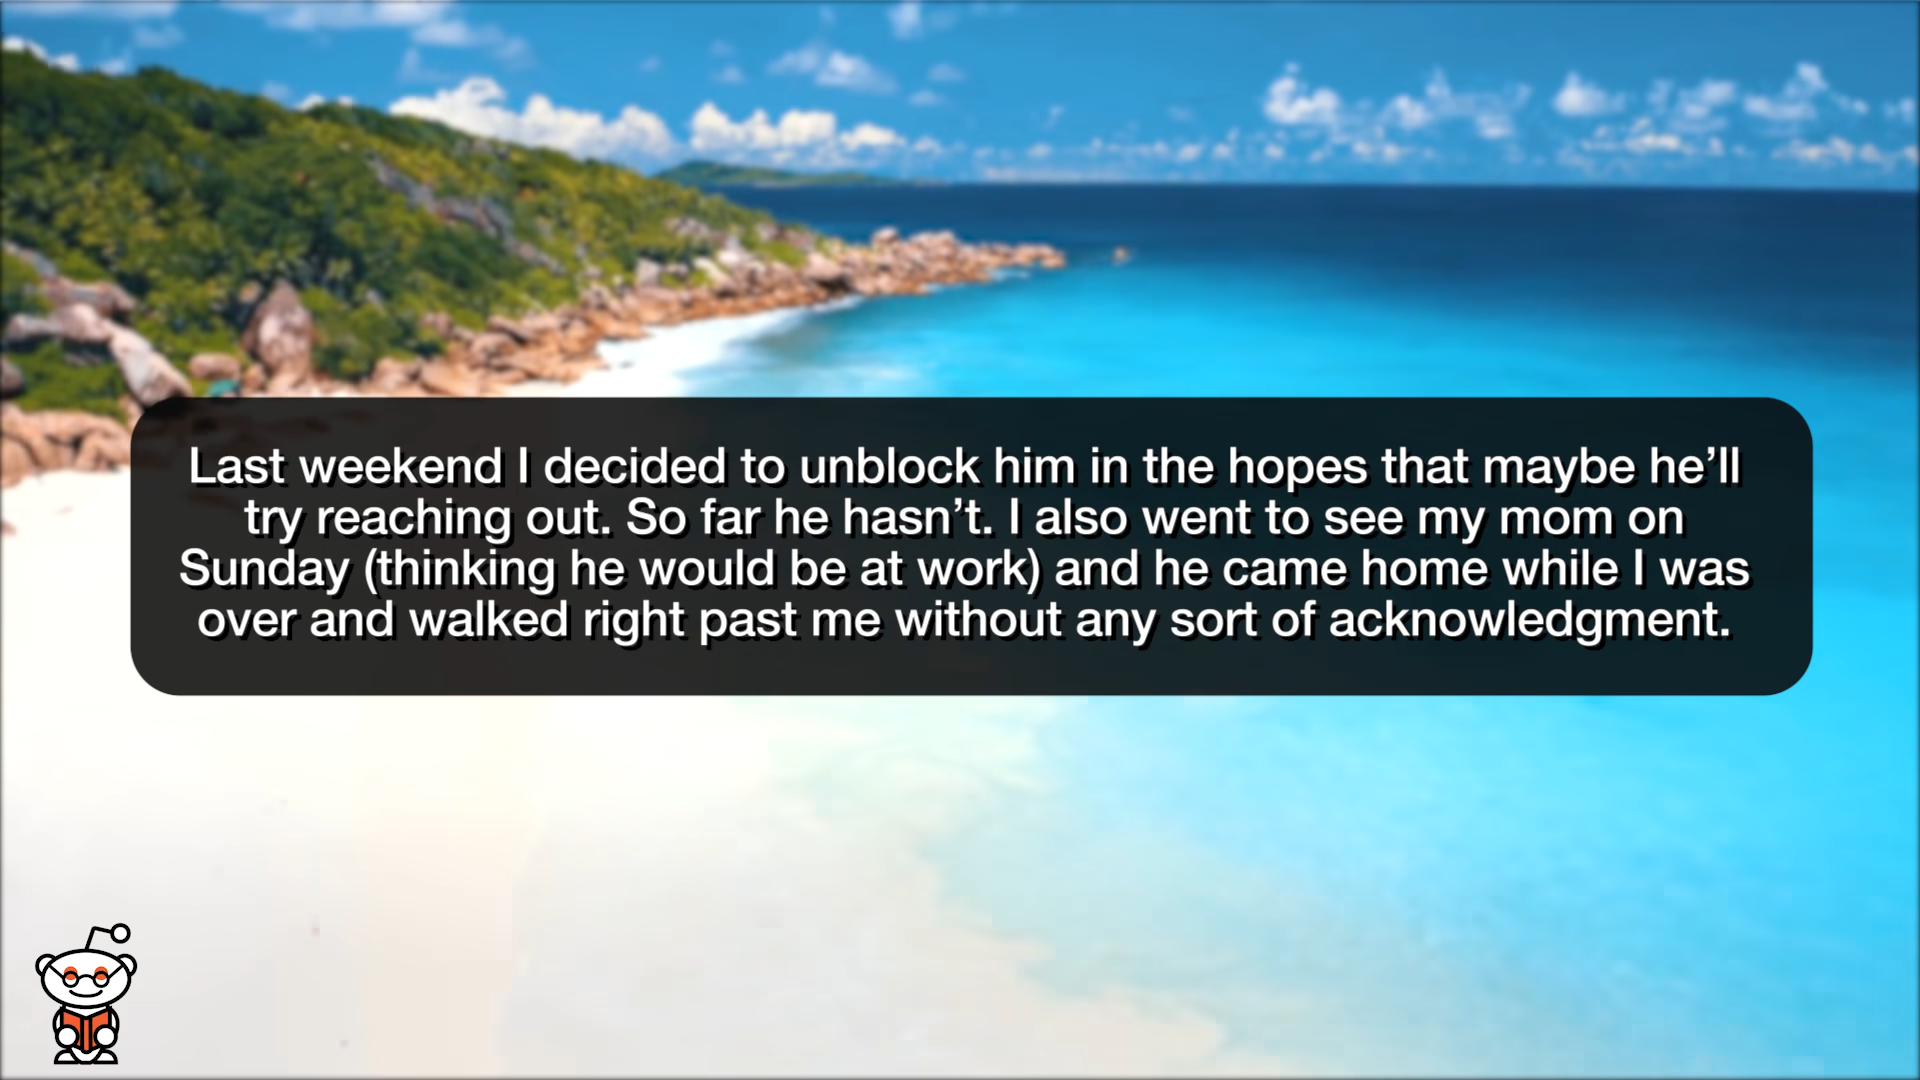 Last weekend I decided to unblock him in the hopes that maybe he’ll
try reaching out. So far he hasn’t. I also went to see my mom on
Sunday (thinking he would be at work) and he came home while I was
over and walked right past me without any sort of acknowledgment.